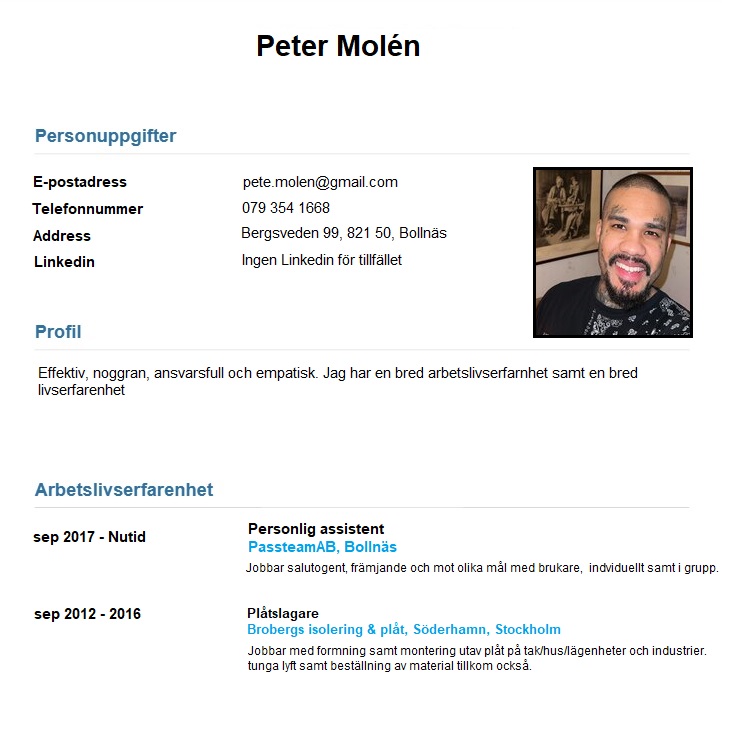 Peter Molén
Personuppgifter
E-postadress pete.molen@gmail.com
Telefonnummer 079 354 1668
Address Bergsveden 99, 821 50, Bollnäs
Linkedin Ingen Linkedin för tillfället
Profil
Effektiv, noggran, ansvarsfull och empatisk. Jag har en bred arbetslivserfarnhet samt en bred
livserfarenhet
Arbetslivserfarenhet
sep 2017 - Nutid Personlig assistent
PassteamAB, Bollnäs
Jobbar salutogent, främjande och mot olika mål med brukare, indviduellt samt i grupp.
sep 2012 - 2016 Plåtslagare
Brobergs isolering & plåt, Söderhamn, Stockholm
Jobbar med formning samt montering utav plåt på tak/hus/lägenheter och industrier.
tunga lyft samt beställning av material tillkom också.